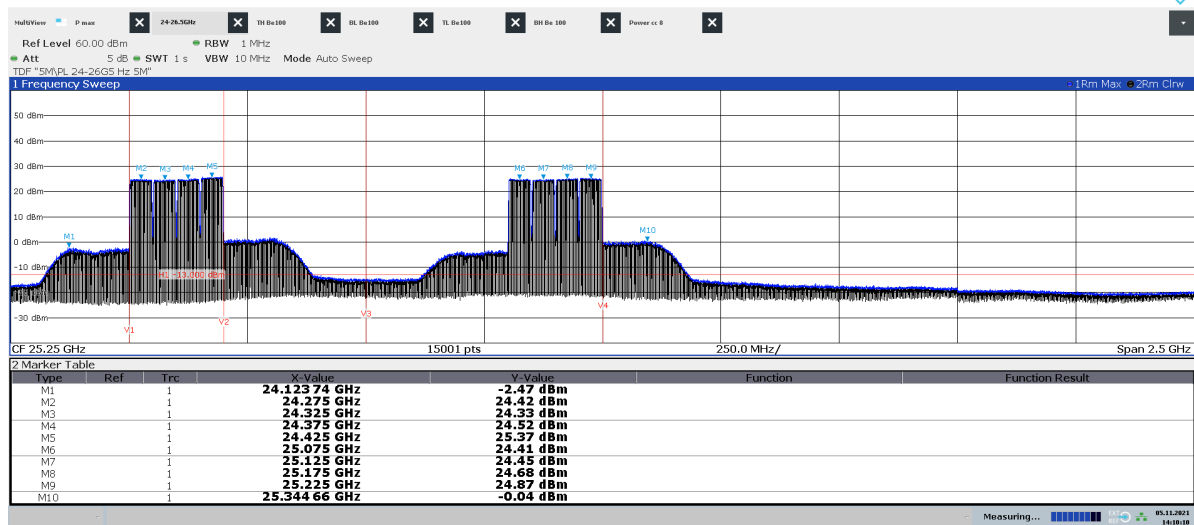 MultiView P max 24-26.5GHz TH Be100 BL Be100 TL Be100 BH Be 100 Power cc 8
Ref Level 60.00 dBm RBW 1 MHz
Att 5 dB SWT 1 s VBW 10 MHz Mode Auto Sweep
TDF "5M\PL 24-26G5 Hz 5M"
1 Frequency Sweep 1Rm Max 2Rm Clrw
50 dBm
40 dBm
30 dBm
M2 M3 M4 M5 M6 M7 M8 M9
20 dBm
10 dBm
M1 M10
0 dBm
-10 dBm
H1 -13.000 dBm
-30 dBm
V1 V2 V3 V4
CF 25.25 GHz 15001 pts 250.0 MHz/ Span 2.5 GHz
2 Marker Table
Type Ref Trc X-Value Y-Value Function Function Result
M1 1 24.123 74 GHz -2.47 dBm
M2 1 24.275 GHz 24.42 dBm
M3 1 24.325 GHz 24.33 dBm
M4 1 24.375 GHz 24.52 dBm
M5 1 24.425 GHz 25.37 dBm
M6 1 25.075 GHz 24.41 dBm
M7 1 25.125 GHz 24.45 dBm
M8 1 25.175 GHz 24.68 dBm
M9 1 25.225 GHz 24.87 dBm
M10 1 25.344 66 GHz -0.04 dBm
Measuring... EXT REF 05.11.2021
14:10:10